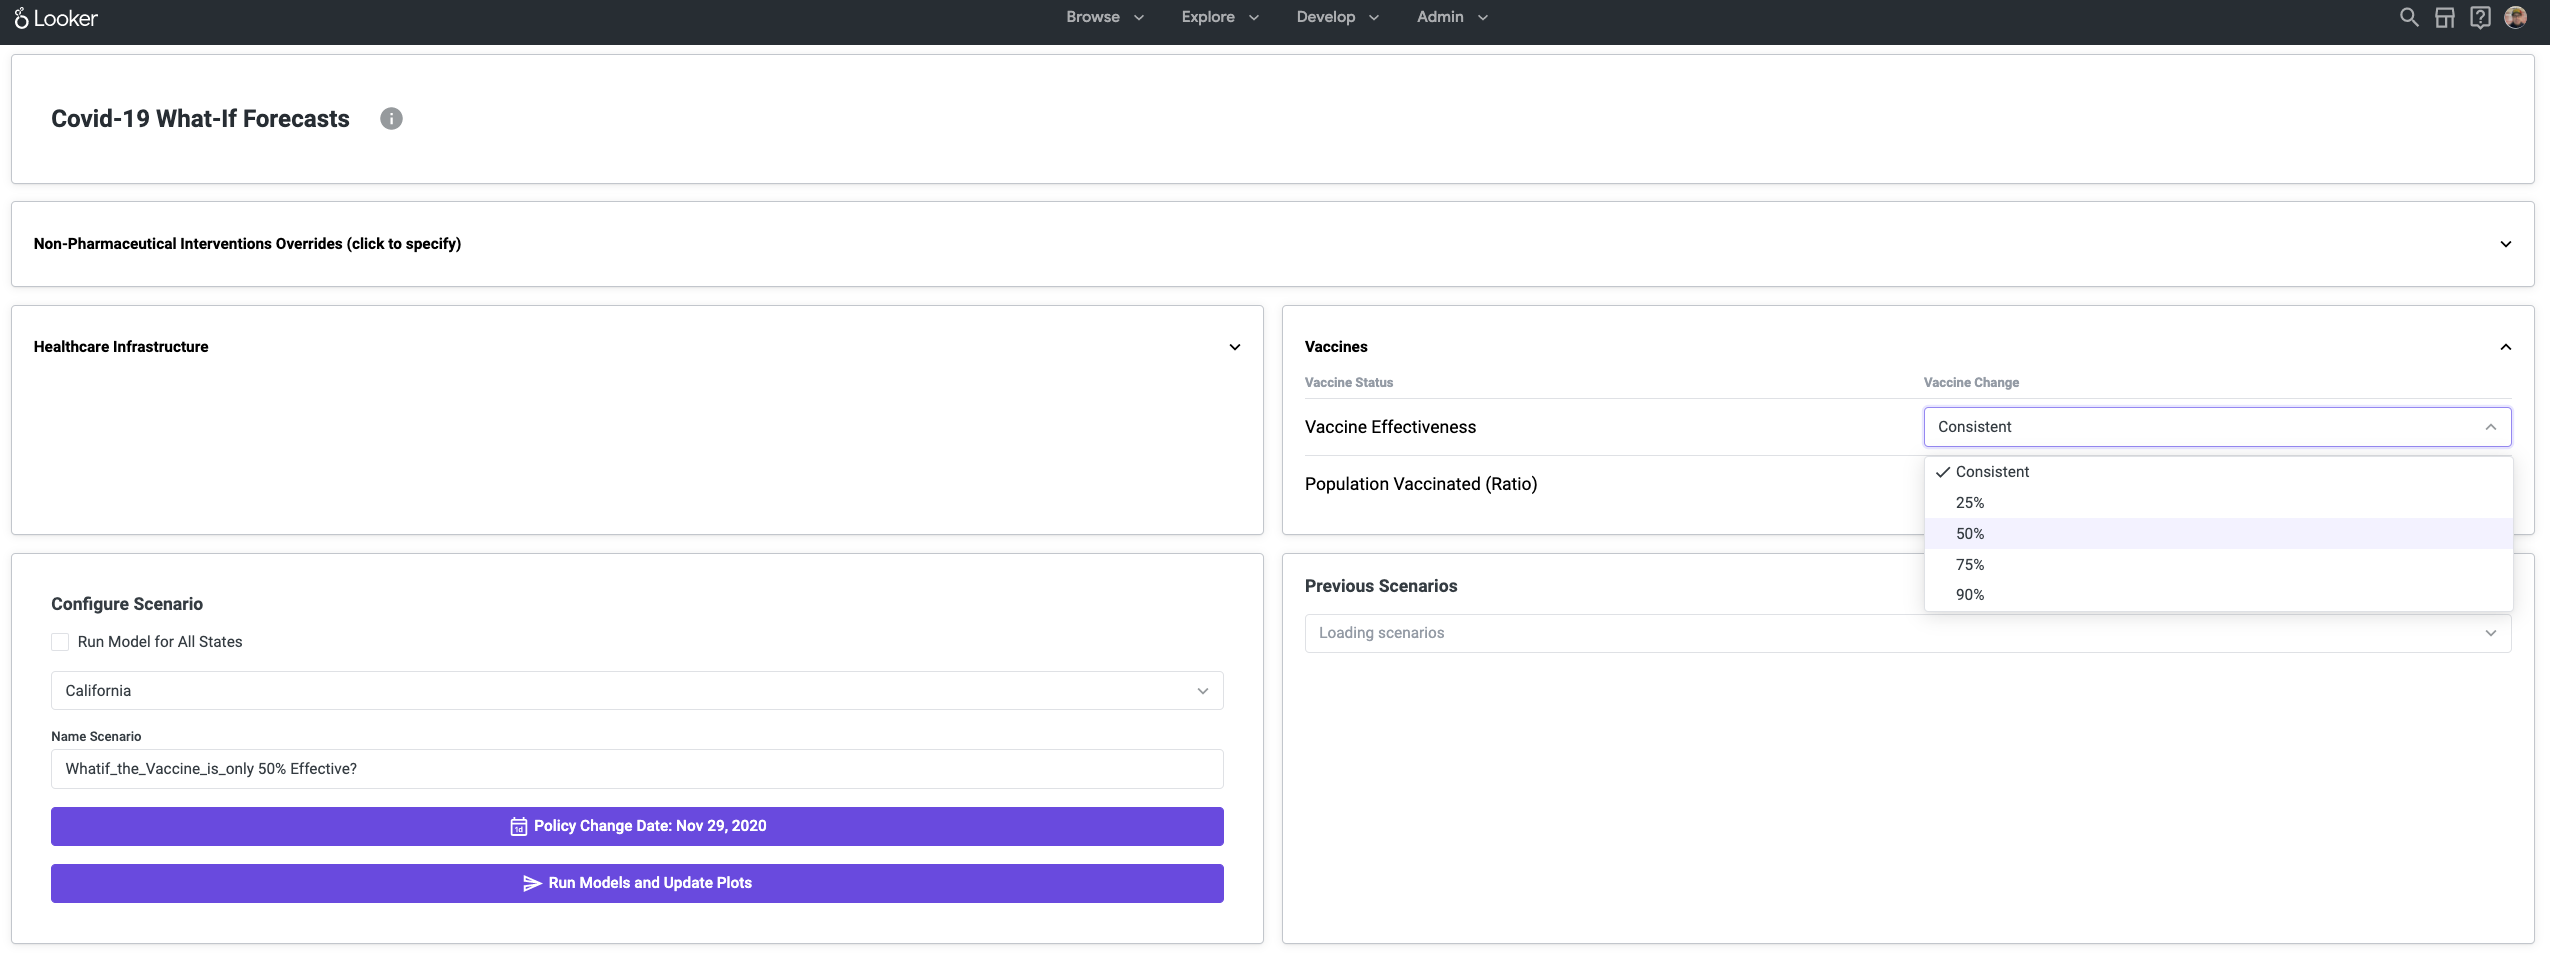 Looker
Browse
Explore
Develop
Admin
Covid-19 What-If Forecasts
Non-Pharmaceutical Interventions Overrides (click to specify)
Healthcare Infrastructure
Vaccines
Vaccine Status
Vaccine Change
Vaccine Effectiveness
Consistent
Consistent
25%
50%
75%
90%
Population Vaccinated (Ratio)
Configure Scenario
Run Model for All States
California
Name Scenario
Whatif_the_Vaccine_is_only 50% Effective?
Policy Change Date: Nov 29, 2020
Run Models and Update Plots
Previous Scenarios
Loading scenarios